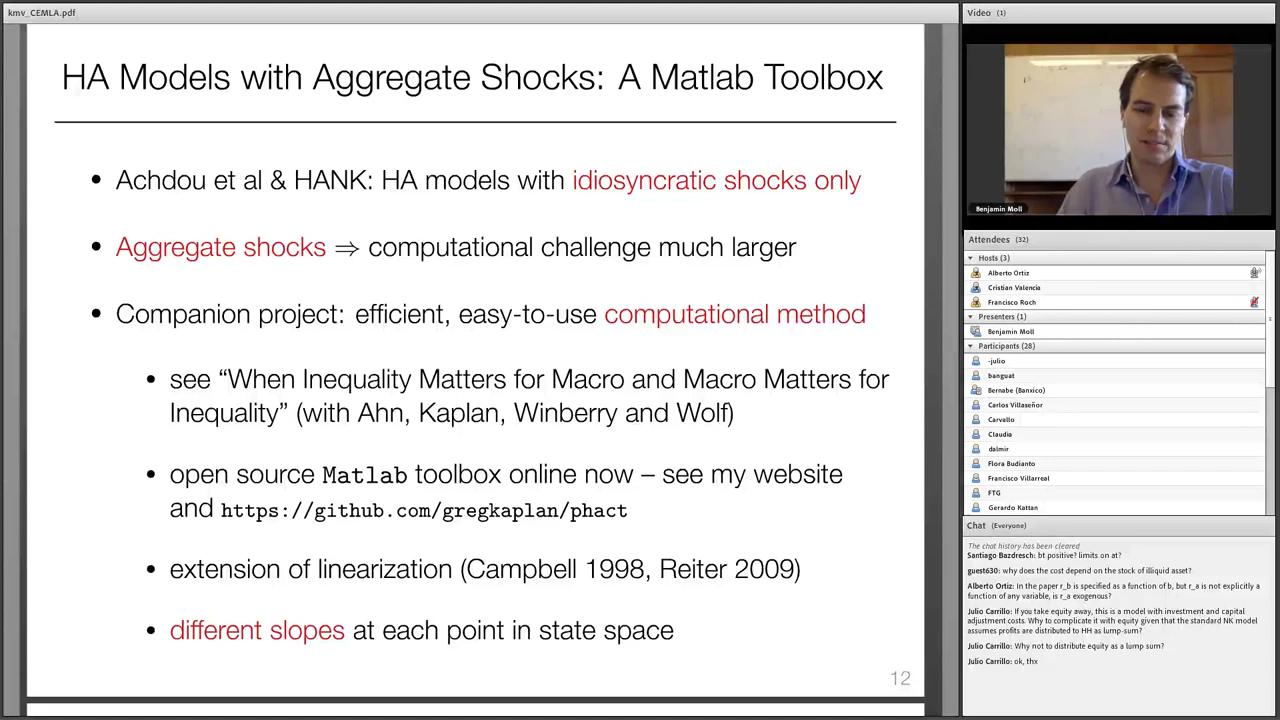 kmv_CEMLA.pdf
HA Models with Aggregate Shocks: A Matlab Toolbox
• Achdou et al & HANK: HA models with idiosyncratic shocks only
• Aggregate shocks ⇒ computational challenge much larger
• Companion project: efficient, easy-to-use computational method
• see “When Inequality Matters for Macro and Macro Matters for
Inequality” (with Ahn, Kaplan, Winberry and Wolf)
• open source Matlab toolbox online now – see my website
and https://github.com/gregkaplan/phact
• extension of linearization (Campbell 1998, Reiter 2009)
• different slopes at each point in state space
12
Video (1)
Benjamin Moll
Attendees (32)
Hosts (3)
Alberto Ortiz
Cristian Valencia
Francisco Roch
Presenters (1)
Benjamin Moll
Participants (28)
-julio
banguat
Bernabe (Banxico)
Carlos Villaseñor
Carvallo
Claudia
dalmir
Flora Budianto
Francisco Villarreal
FTG
Gerardo Kattan
Chat (Everyone)
The chat history has been cleared
Santiago Bazdresch: bt positive? limits on at?
guest630: why does the cost depend on the stock of illiquid asset?
Alberto Ortiz: In the paper r_b is specified as a function of b, but r_a is not explicitly a
function of any variable, is r_a exogenous?
Julio Carrillo: If you take equity away, this is a model with investment and capital
adjustment costs. Why to complicate it with equity given that the standard NK model
assumes profits are distributed to HH as lump-sum?
Julio Carrillo: Why not to distribute equity as a lump sum?
Julio Carrillo: ok, thx